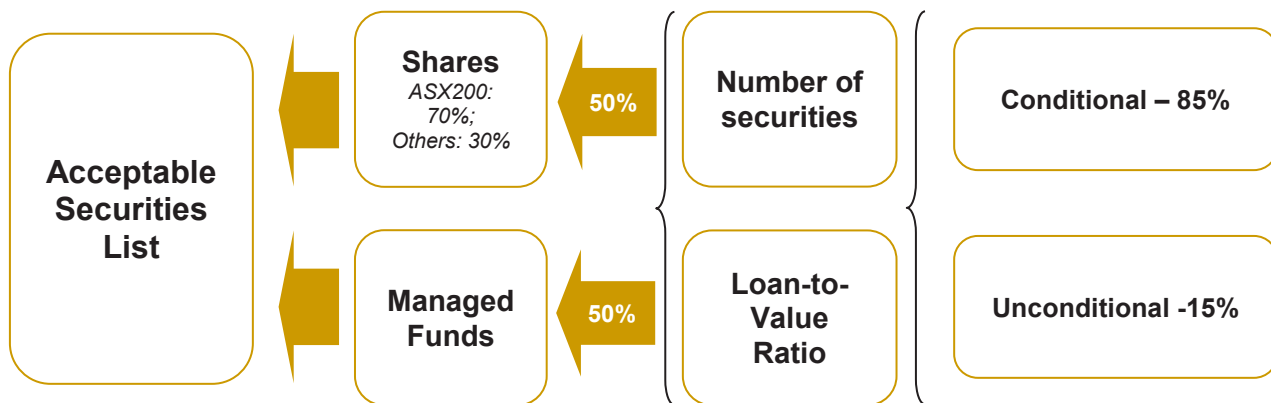 Acceptable
Securities
List
Shares
ASX200:
70%;
Others: 30%
50%
Number of
securities
Conditional – 85%
Managed
Funds
50%
Loan-to-
Value
Ratio
Unconditional -15%